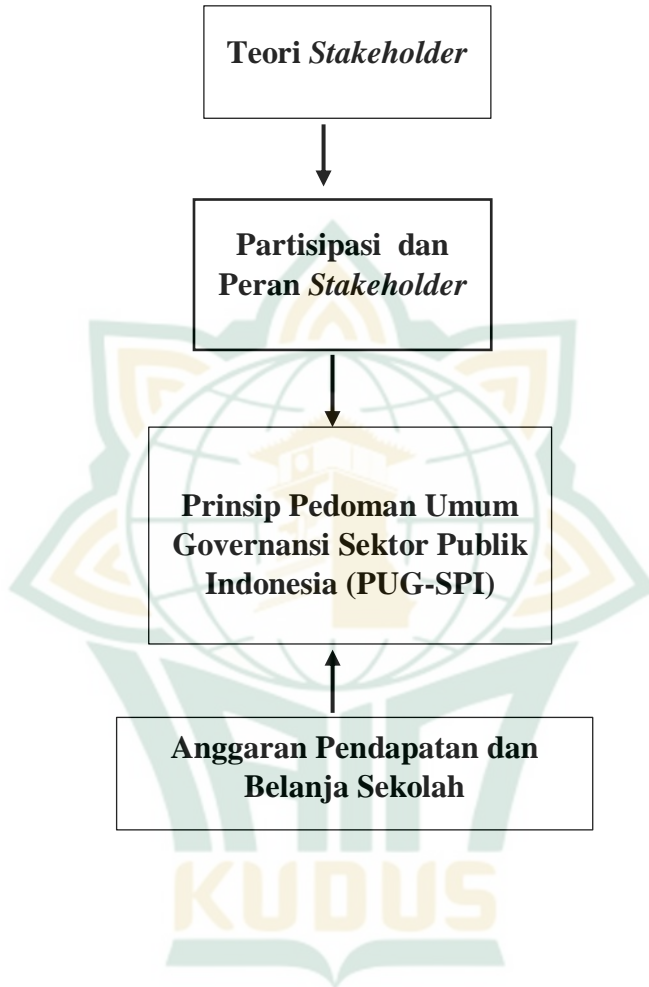 Teori Stakeholder
Partisipasi dan
Peran Stakeholder
Prinsip Pedoman Umum
Governansi Sektor Publik
Indonesia (PUG-SPI)
Anggaran Pendapatan dan
Belanja Sekolah
IAIN
KUDUS